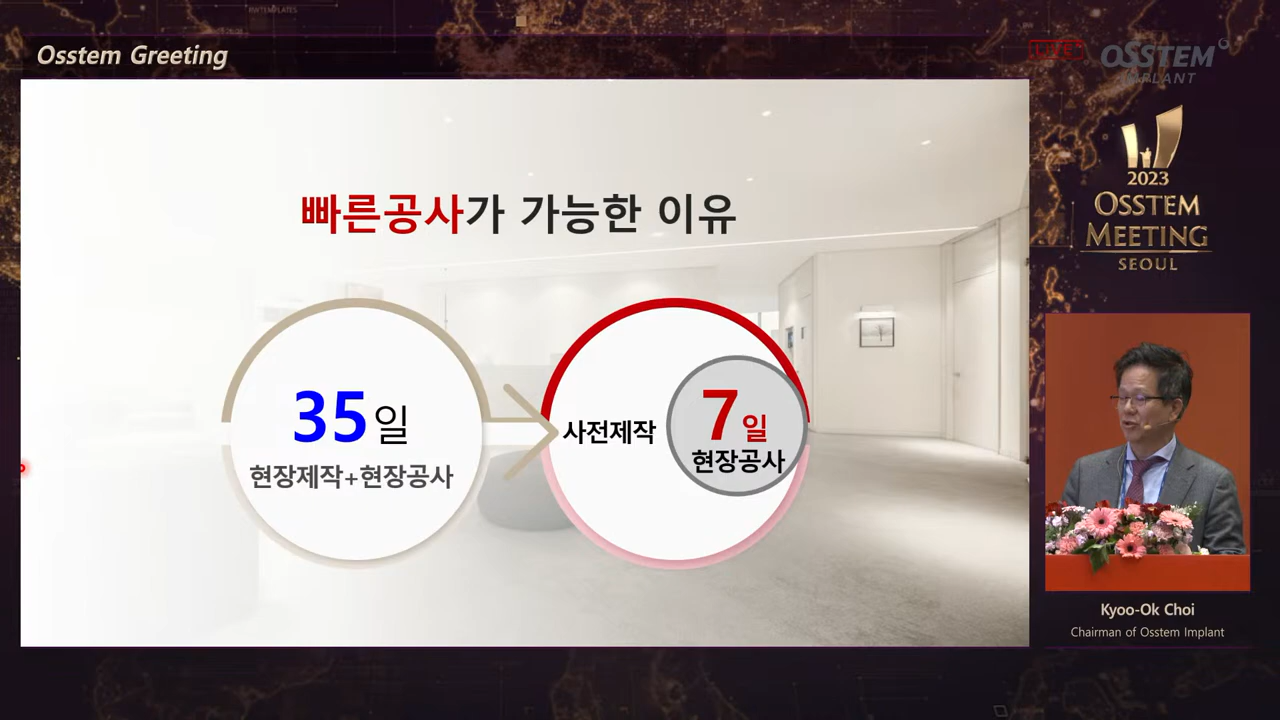 Osstem Greeting
LIVE
OSSTEM
IMPLANT
빠른공사가 가능한 이유
35일
현장제작+현장공사
사전제작
7일
현장공사
2023
OSSTEM
MEETING
SEOUL
Kyoo-Ok Choi
Chairman of Osstem Implant